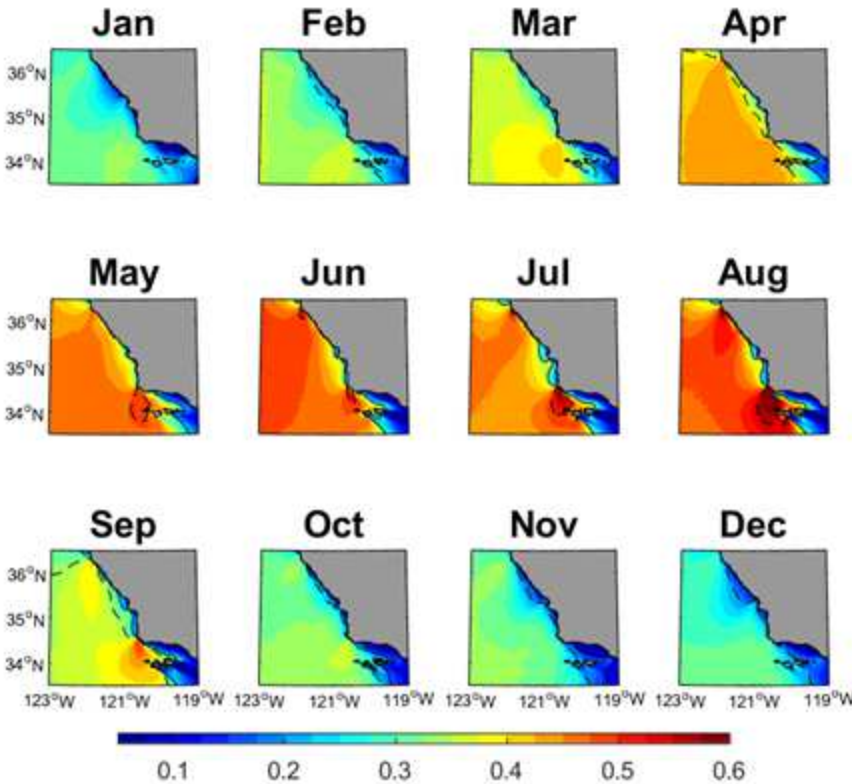 Jan Feb Mar Apr
36°N
35°N
34°N
May Jun Jul Aug
36°N
35°N
34°N
Sep Oct Nov Dec
36°N
35°N
34°N
123°W 121°W 119°W 123°W 121°W 119°W 123°W 121°W 119°W 123°W 121°W 119°W
0.1 0.2 0.3 0.4 0.5 0.6